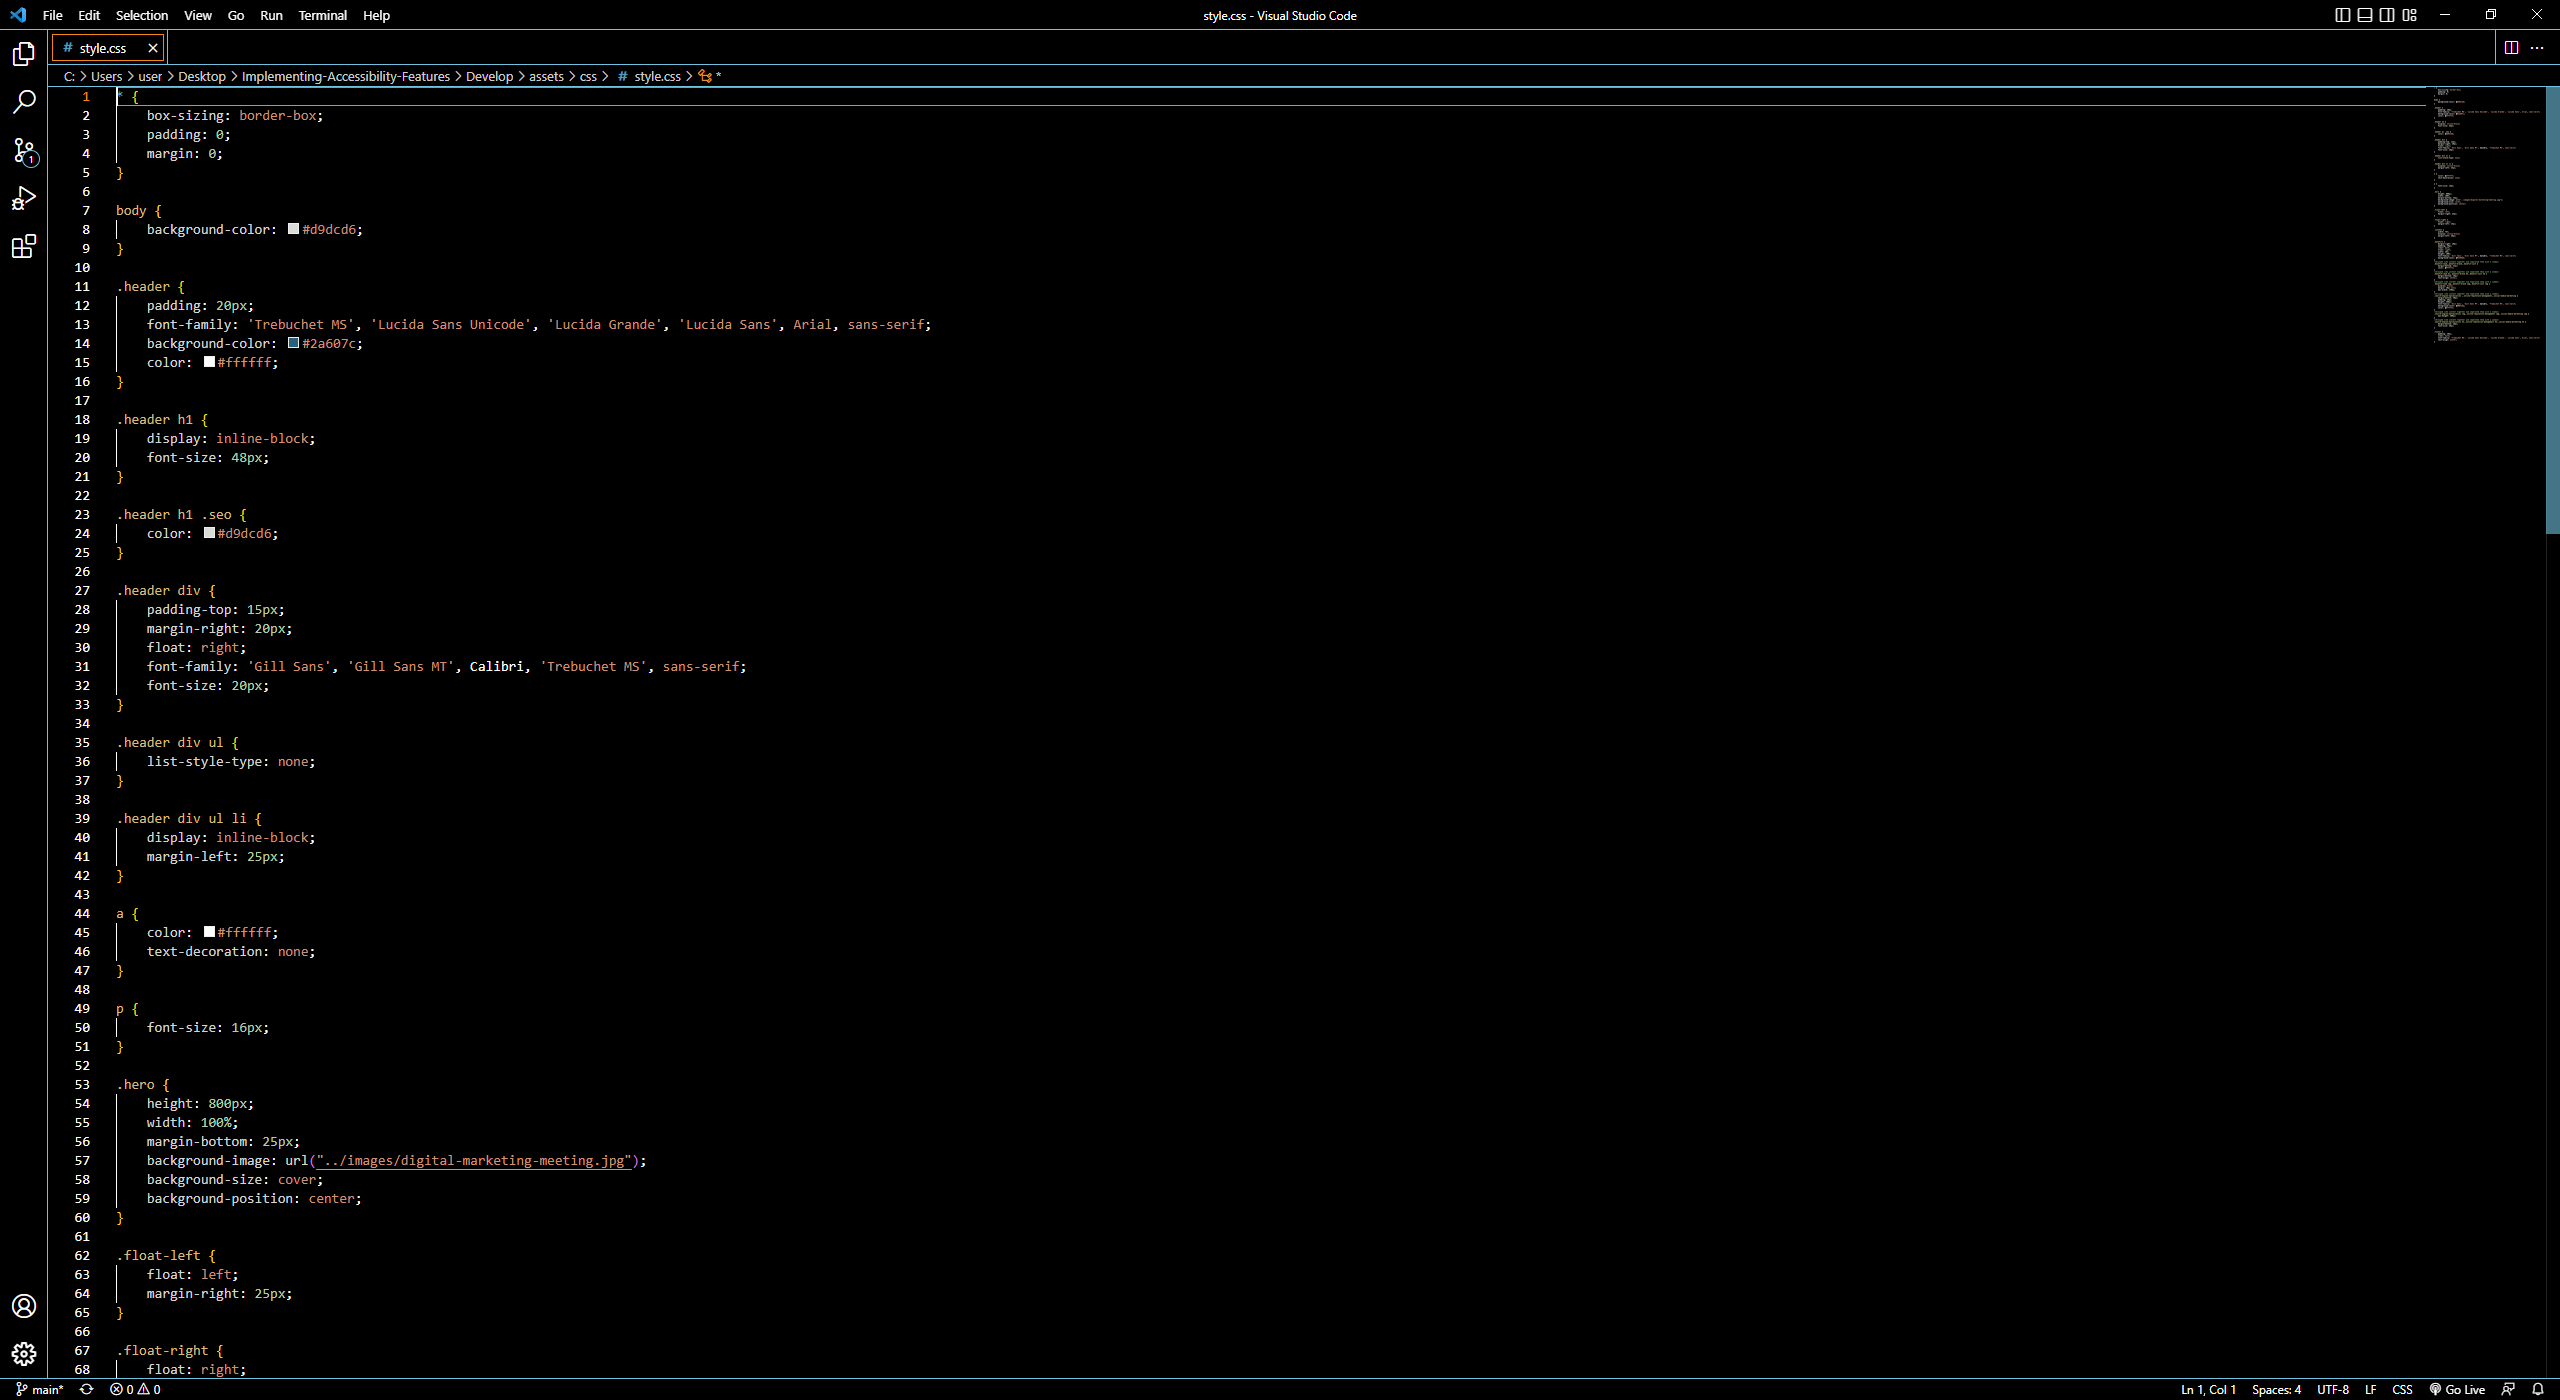 File Edit Selection View Go Run Terminal Help style.css - Visual Studio Code
# style.css
C: > Users > user > Desktop > Implementing-Accessibility-Features > Develop > assets > css > # style.css > *
1 * {
2 box-sizing: border-box;
3 padding: 0;
4 margin: 0;
5 }
6
7 body {
8 background-color: #d9dcd6;
9 }
10
11 .header {
12 padding: 20px;
13 font-family: 'Trebuchet MS', 'Lucida Sans Unicode', 'Lucida Grande', 'Lucida Sans', Arial, sans-serif;
14 background-color: #2a607c;
15 color: #ffffff;
16 }
17
18 .header h1 {
19 display: inline-block;
20 font-size: 48px;
21 }
22
23 .header h1 .seo {
24 color: #d9dcd6;
25 }
26
27 .header div {
28 padding-top: 15px;
29 margin-right: 20px;
30 float: right;
31 font-family: 'Gill Sans', 'Gill Sans MT', Calibri, 'Trebuchet MS', sans-serif;
32 font-size: 20px;
33 }
34
35 .header div ul {
36 list-style-type: none;
37 }
38
39 .header div ul li {
40 display: inline-block;
41 margin-left: 25px;
42 }
43
44 a {
45 color: #ffffff;
46 text-decoration: none;
47 }
48
49 p {
50 font-size: 16px;
51 }
52
53 .hero {
54 height: 800px;
55 width: 100%;
56 margin-bottom: 25px;
57 background-image: url("../images/digital-marketing-meeting.jpg");
58 background-size: cover;
59 background-position: center;
60 }
61
62 .float-left {
63 float: left;
64 margin-right: 25px;
65 }
66
67 .float-right {
68 float: right;
1
main* 0 0 Ln 1, Col 1 Spaces: 4 UTF-8 LF CSS Go Live